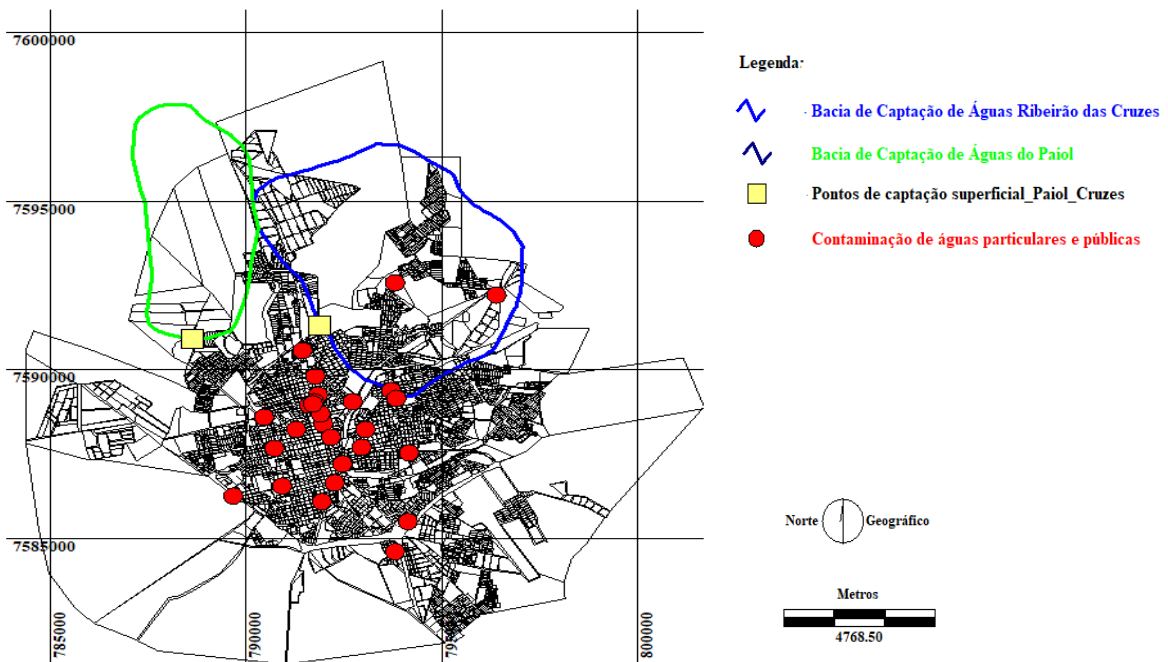 7600000
Legenda:
- Bacia de Captação de Águas Ribeirão das Cruzes
Bacia de Captação de Águas do Paiol
7595000
- Pontos de captação superficial_Paiol_Cruzes
Contaminação de águas particulares e públicas
7590000
Norte
Geográfico
7585000
Metros
4768.50
785000
790000
800000